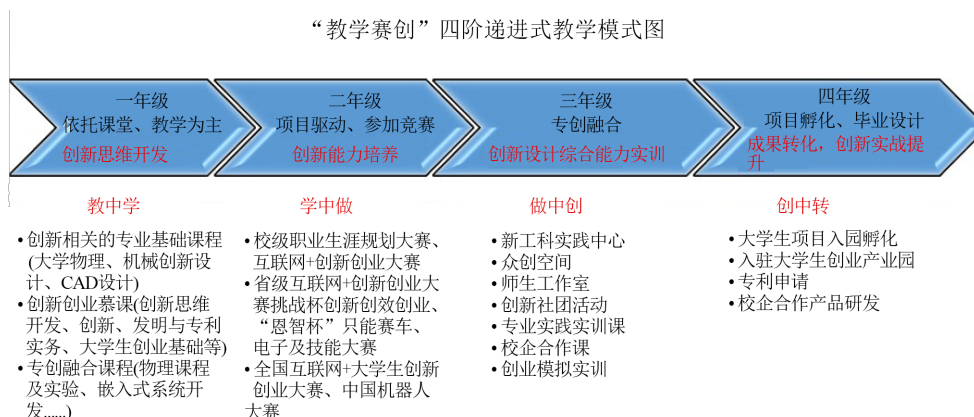 “教学赛创”四阶递进式教学模式图
一年级
依托课堂、教学为主
创新思维开发
二年级
项目驱动、参加竞赛
创新能力培养
三年级
专创融合
创新设计综合能力实训
四年级
项目孵化、毕业设计
成果转化，创新实战提
升
教中学
•创新相关的专业基础课程
(大学物理、机械创新设
计、CAD设计)
•创新创业慕课(创新思维
开发、创新、发明与专利
实务、大学生创业基础等)
•专创融合课程(物理课程
及实验、嵌入式系统开
发......)
学中做
•校级职业生涯规划大赛、
互联网+创新创业大赛
•省级互联网+创新创业大
赛挑战杯创新创效创业、
“恩智杯”只能赛车、
电子及技能大赛
•全国互联网+大学生创新
创业大赛、中国机器人
大赛
做中创
•新工科实践中心
•众创空间
•师生工作室
•创新社团活动
•专业实践实训课
•校企合作课
•创业模拟实训
创中转
•大学生项目入园孵化
•入驻大学生创业产业园
•专利申请
•校企合作产品研发